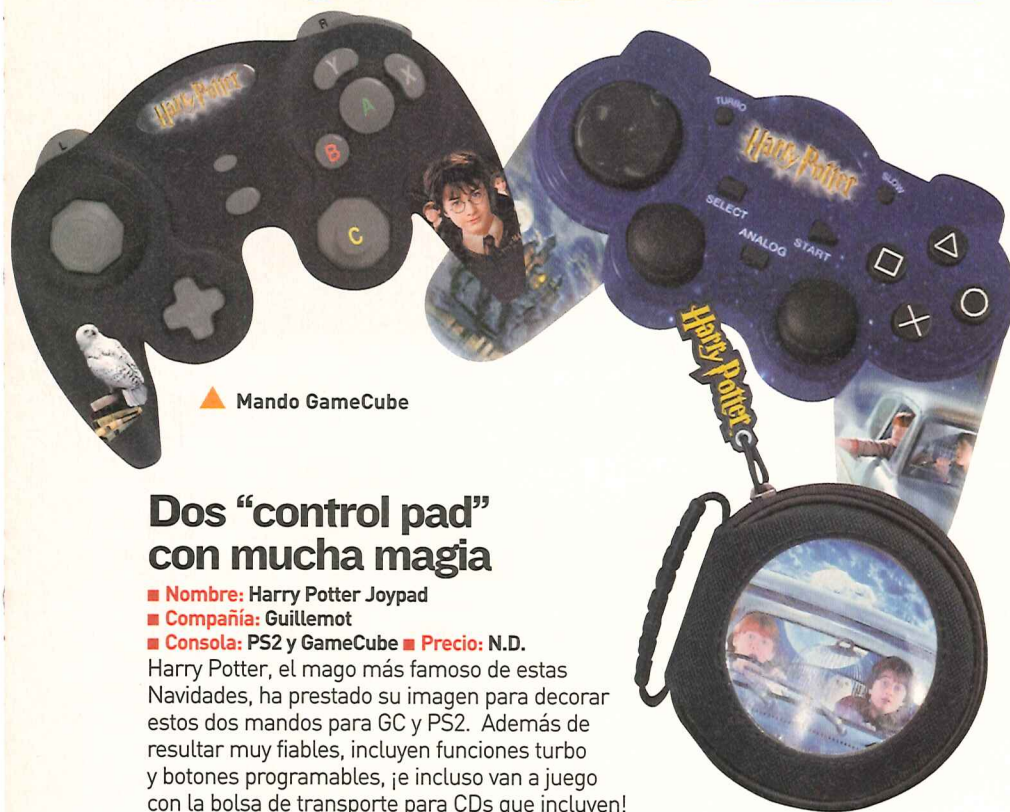 R
Y
X
A
B
L
C
Harry Potter
TURBO
Harry Potter
SLOW
SELECT
ANALOG
START
Harry Potter
Mando GameCube
Dos “control pad”
con mucha magia
Nombre: Harry Potter Joypad
Compañía: Guillemot
Consola: PS2 y GameCube ■ Precio: N.D.
Harry Potter, el mago más famoso de estas
Navidades, ha prestado su imagen para decorar
estos dos mandos para GC y PS2. Además de
resultar muy fiables, incluyen funciones turbo
y botones programables, ¡e incluso van a juego
con la bolsa de transporte para CDs que incluyen!